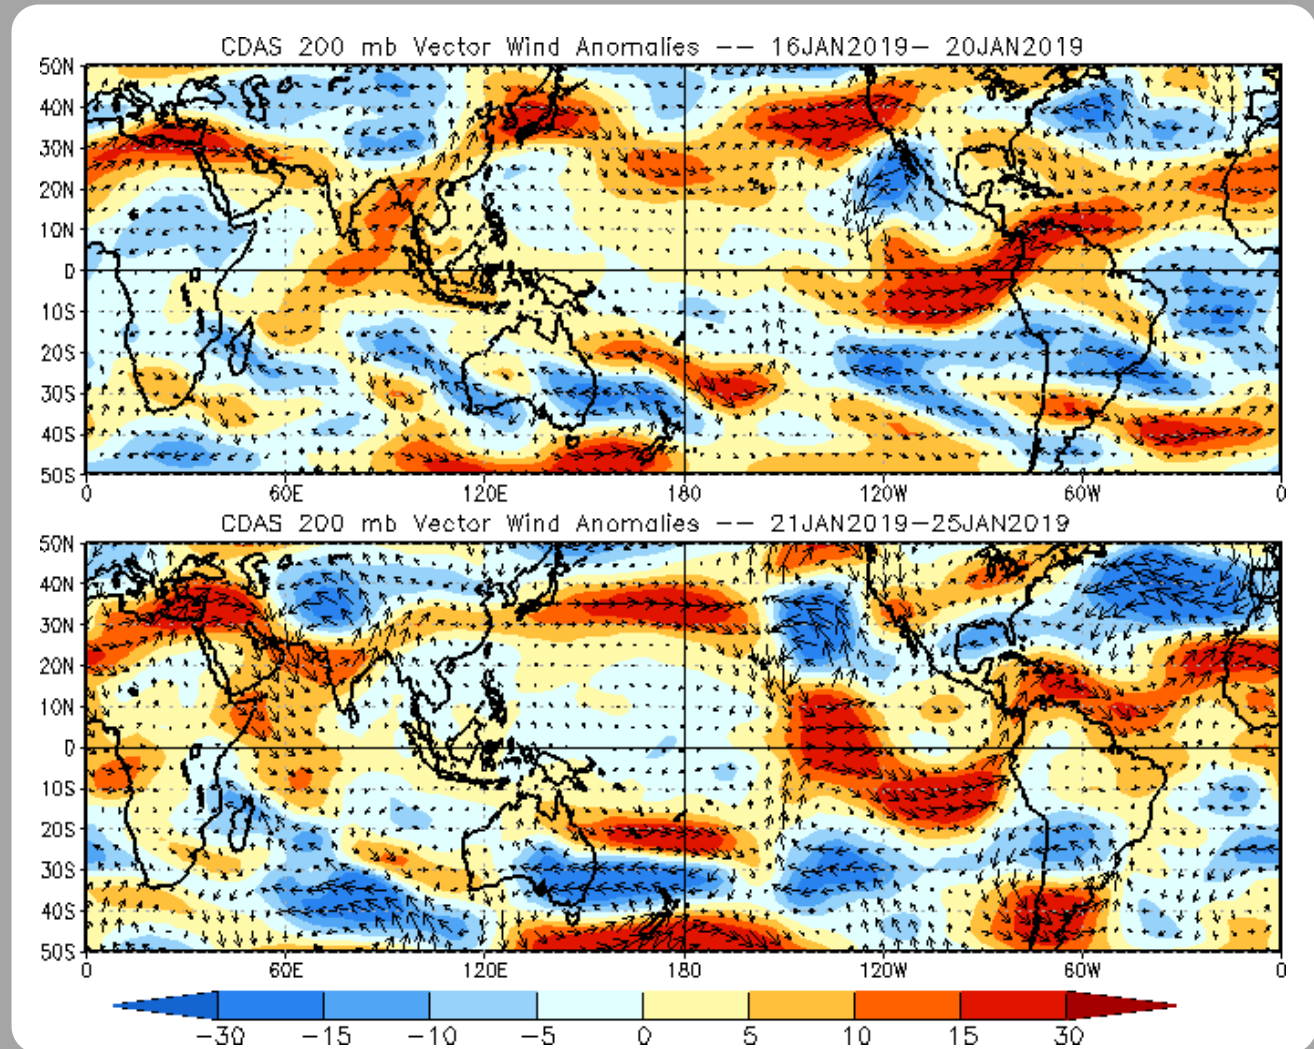 CDAS 200 mb Vector Wind Anomalies -- 16JAN2019- 20JAN2019
50N
40N
30N
20N
10N
0
10S
20S
30S
40S
50S
0 60E 120E 180 120W 60W 0
CDAS 200 mb Vector Wind Anomalies -- 21JAN2019-25JAN2019
50N
40N
30N
20N
10N
0
10S
20S
30S
40S
50S
0 60E 120E 180 120W 60W 0
-30 -15 -10 -5 0 5 10 15 30